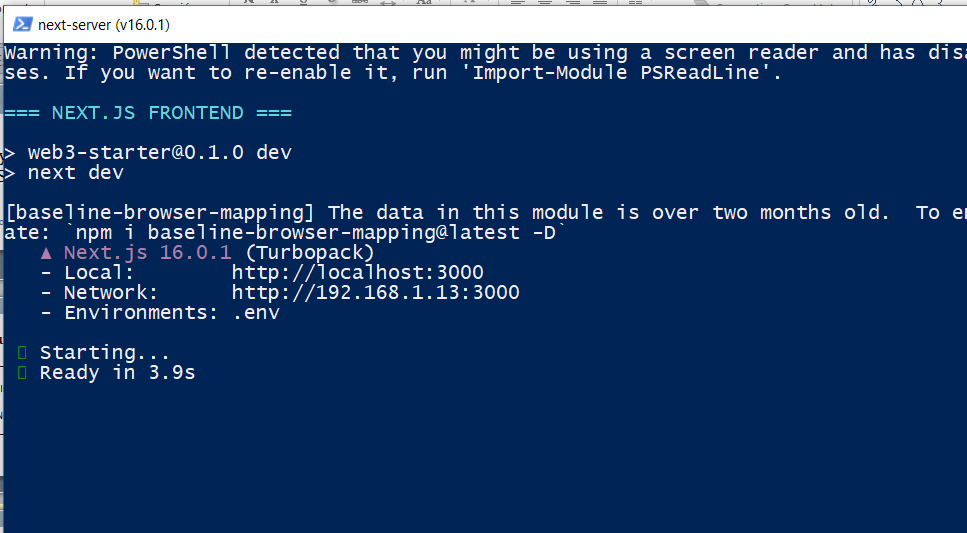 next-server (v16.0.1)
Warning: PowerShell detected that you might be using a screen reader and has
ses. If you want to re-enable it, run 'Import-Module PSReadLine'.
=== NEXT.JS FRONTEND ===
> web3-starter@0.1.0 dev
> next dev
[baseline-browser-mapping] The data in this module is over two months old.  To
ate: `npm i baseline-browser-mapping@latest -D`
▲ Next.js 16.0.1 (Turbopack)
- Local:        http://localhost:3000
- Network:      http://192.168.1.13:3000
- Environments: .env
Starting...
Ready in 3.9s